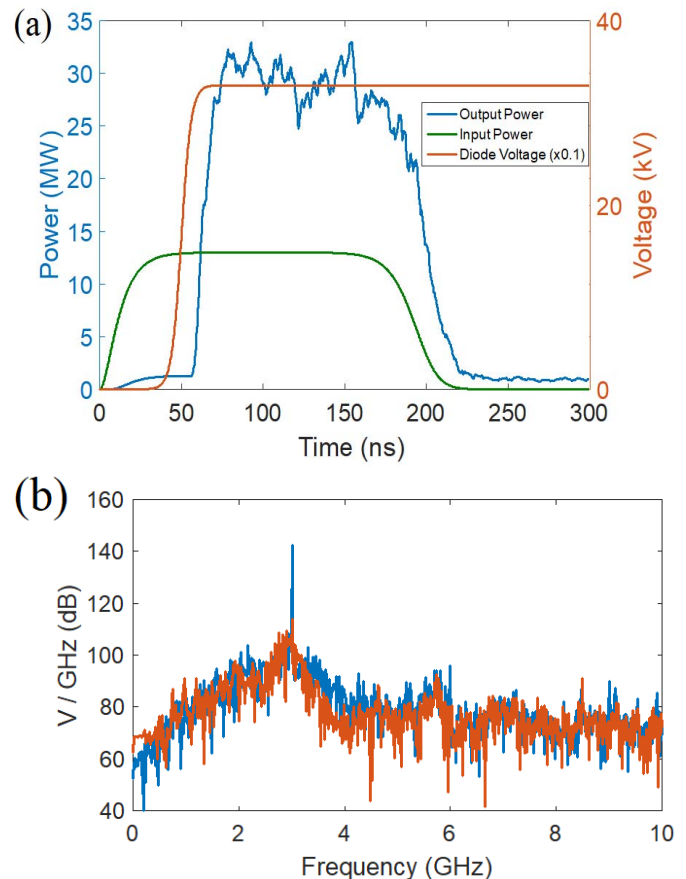 (a)
40
35
30
25
20
15
10
5
0
Power (MW)
40
20
0
Voltage (kV)
Output Power
Input Power
Diode Voltage (x0.1)
0 50 100 150 200 250 300
Time (ns)
(b)
160
140
120
100
80
60
40
V / GHz (dB)
0 2 4 6 8 10
Frequency (GHz)